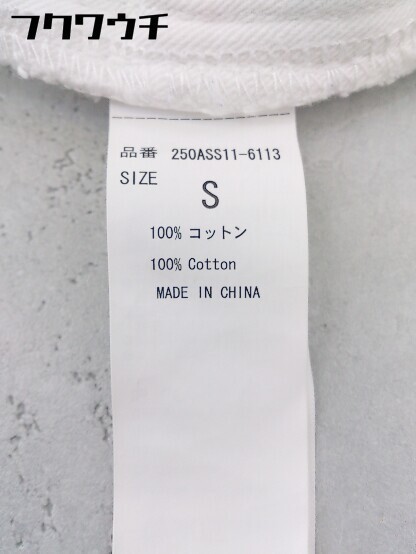 フクワウチ
品番 250ASS11-6113
SIZE S
100% コットン
100% Cotton
MADE IN CHINA